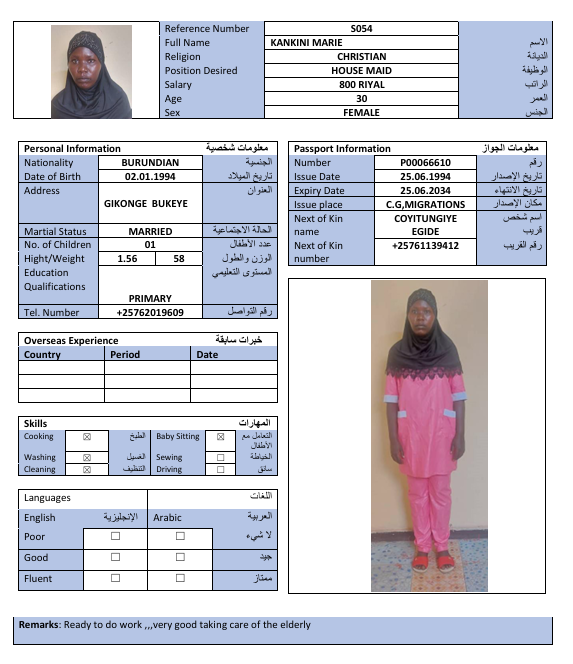 Reference Number S054
Full Name KANKINI MARIE الاسم
Religion CHRISTIAN الديانة
Position Desired HOUSE MAID الوظيفة
Salary 800 RIYAL الراتب
Age 30 العمر
Sex FEMALE الجنس
Personal Information معلومات شخصية
Nationality BURUNDIAN الجنسية
Date of Birth 02.01.1994 تاريخ الميلاد
Address العنوان
GIKONGE BUKEYE
Martial Status MARRIED الحالة الاجتماعية
No. of Children 01 عدد الأطفال
Hight/Weight 1.56 58 الوزن والطول
Education المستوى التعليمي
Qualifications
PRIMARY
Tel. Number +25762019609 رقم التواصل
Passport Information معلومات الجواز
Number P00066610 رقم
Issue Date 25.06.1994 تاريخ الإصدار
Expiry Date 25.06.2034 تاريخ الانتهاء
Issue place C.G,MIGRATIONS مكان الإصدار
Next of Kin COYITUNGIYE اسم شخص
name EGIDE قريب
Next of Kin +25761139412 رقم القريب
number
Overseas Experience خبرات سابقة
Country Period Date
Skills المهارات
Cooking ☒ الطبخ Baby Sitting ☒ التعامل مع
الأطفال
Washing ☒ الغسيل Sewing ☐ الخياطة
Cleaning ☒ التنظيف Driving ☐ سائق
Languages اللغات
English الإنجليزية Arabic العربية
Poor ☐ ☐ لا شيء
Good ☐ ☐ جيد
Fluent ☐ ☐ ممتاز
Remarks: Ready to do work ,,,very good taking care of the elderly